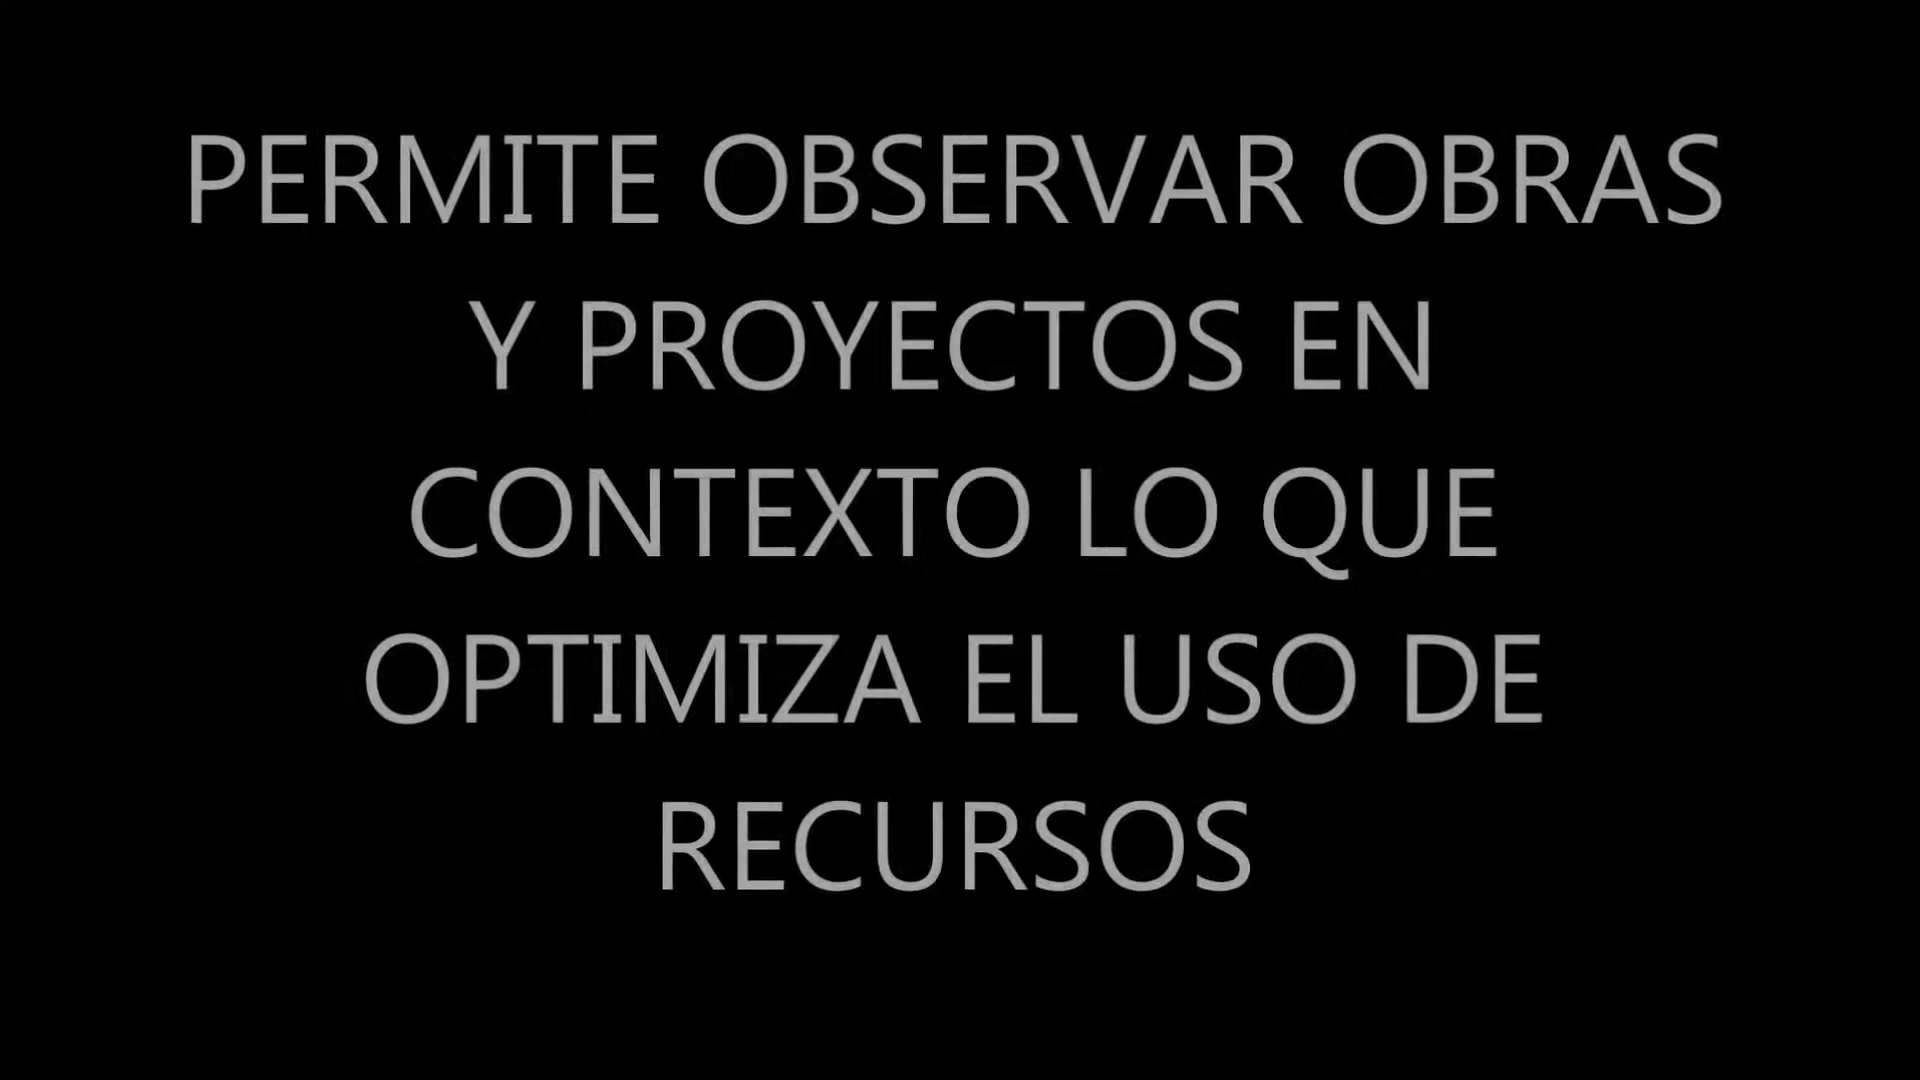 PERMITE OBSERVAR OBRAS
Y PROYECTOS EN
CONTEXTO LO QUE
OPTIMIZA EL USO DE
RECURSOS